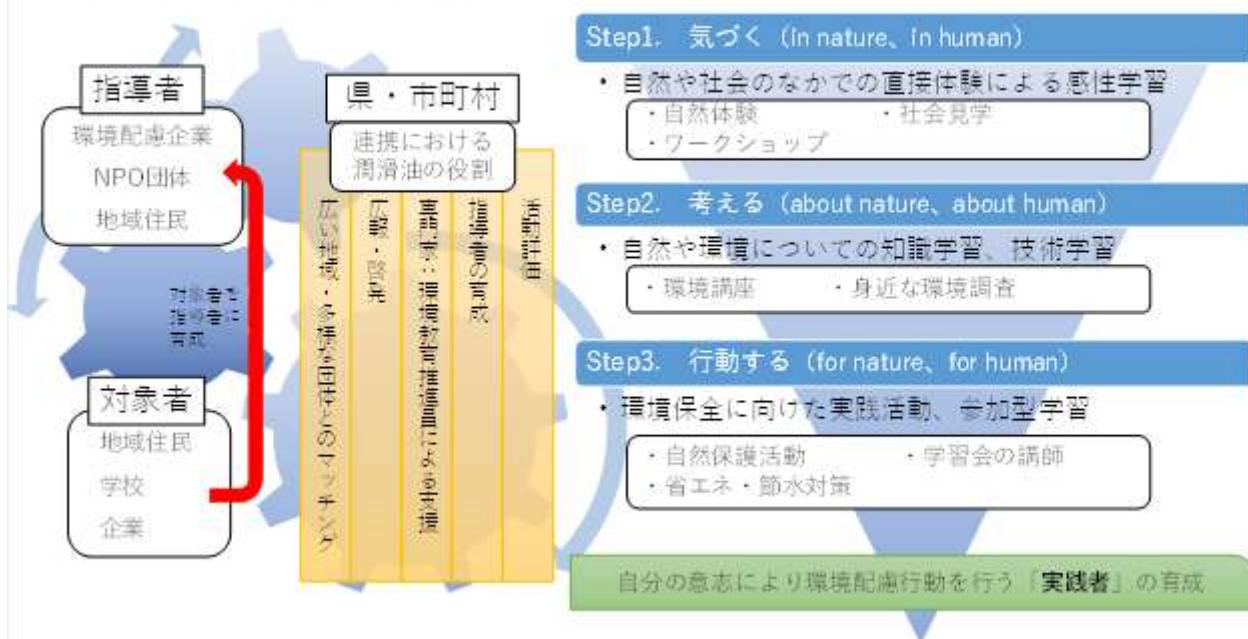 指導者
環境配慮企業
NPO団体
地域住民
対象者を
指導者に
育成
対象者
地域住民
学校
企業
県・市町村
連携における
潤滑油の役割
広い地域・多様な団体とのマッチング
広報・啓発
専門家：環境教育推進員による支援
指導者の育成
活動評価
Step1. 気づく（in nature、in human）
・自然や社会のなかでの直接体験による感性学習
・自然体験 ・社会見学
・ワークショップ
Step2. 考える（about nature、about human）
・自然や環境についての知識学習、技術学習
・環境講座 ・身近な環境調査
Step3. 行動する（for nature、for human）
・環境保全に向けた実践活動、参加型学習
・自然保護活動 ・学習会の講師
・省エネ・節水対策
自分の意志により環境配慮行動を行う「実践者」の育成